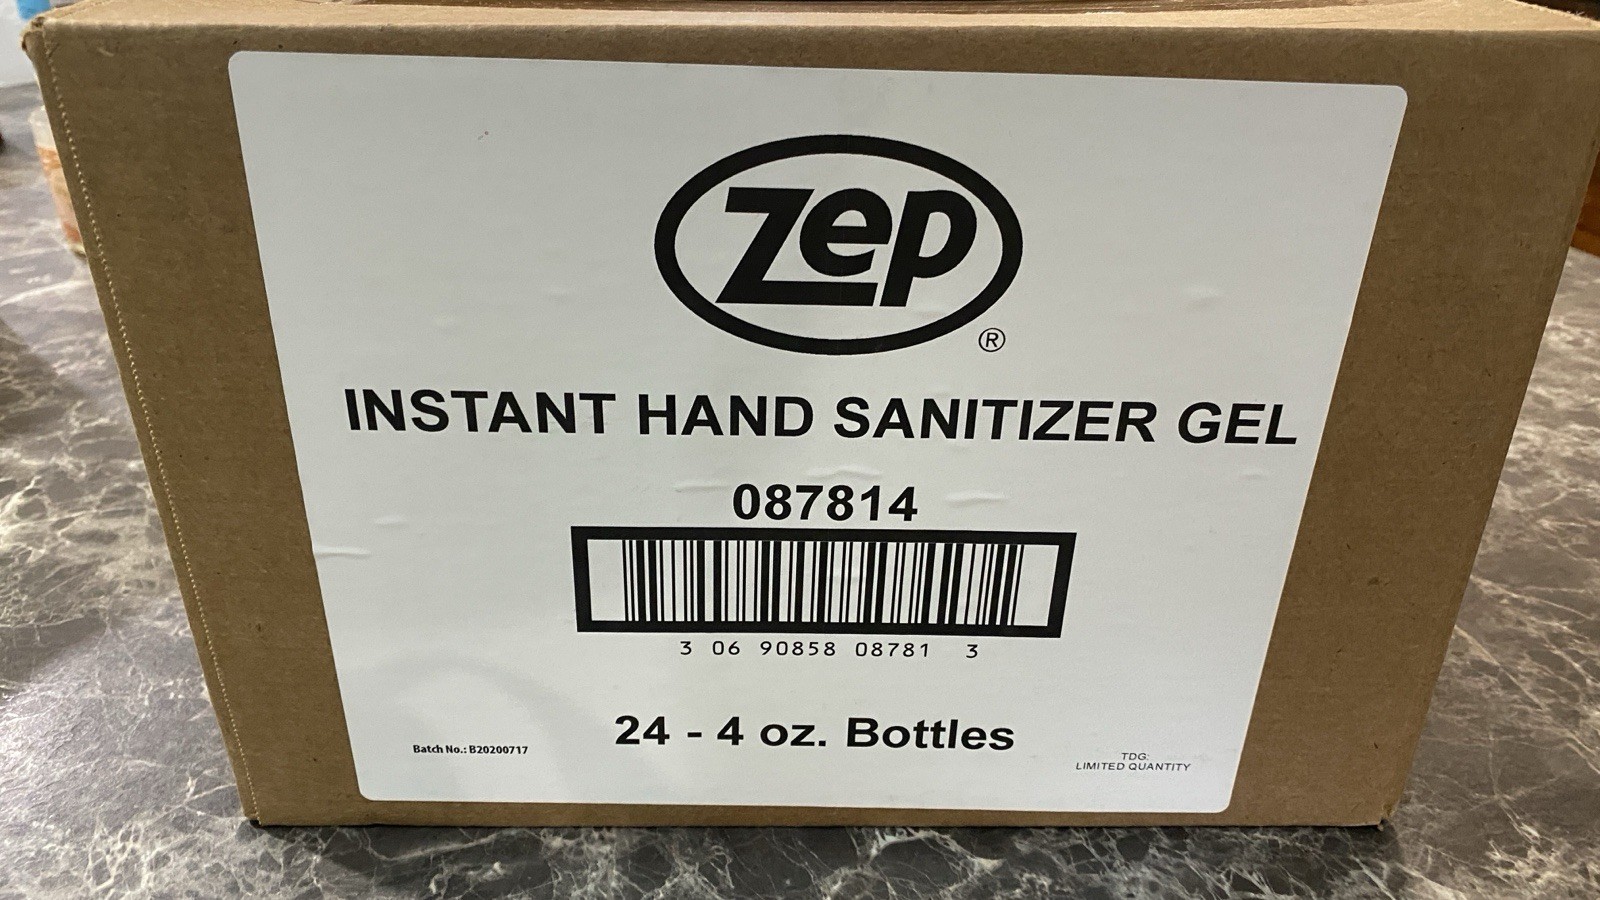 zep
®
INSTANT HAND SANITIZER GEL
087814
3 06 90858 08781 3
24 - 4 oz. Bottles
Batch No.: B20200717
TDG:
LIMITED QUANTITY